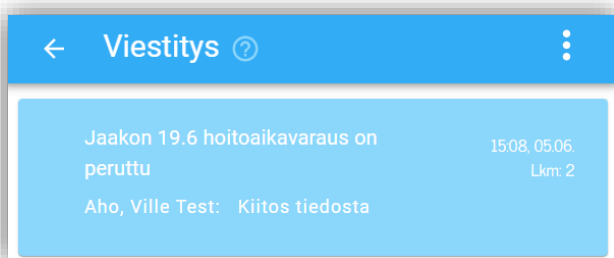 Viestitys ?
Jaakon 19.6 hoitoaikavaraus on
peruttu
15:08, 05.06.
Lkm: 2
Aho, Ville Test: Kiitos tiedosta